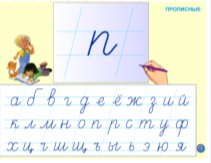 ПРОПИСНЫЕ
п
а б в г д е ё ж з и й
к л м н о п р с т у ф
х ц ч ш щ ъ ы ь э ю я